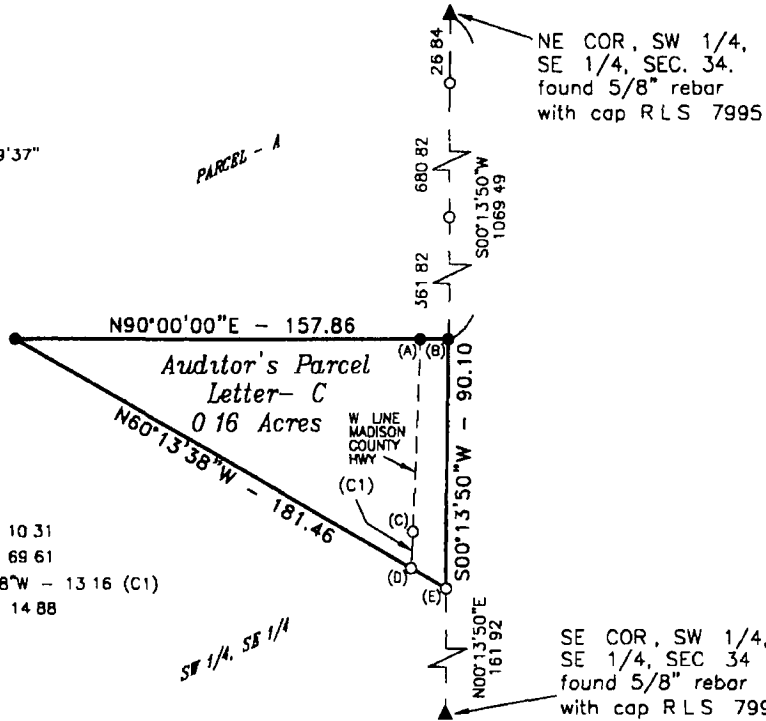 NE COR, SW 1/4,
SE 1/4, SEC. 34.
found 5/8" rebar
with cap RLS 7995
26 84
9'37"
PARCEL - A
680 82
S00°13'50"W
1069 49
361 82
N90°00'00"E - 157.86
(A) (B)
Auditor's Parcel
Letter- C
0 16 Acres
W LINE
MADISON
COUNTY
HWY
S00°13'50"W - 90.10
N60°13'38"W - 181.46
(C1)
(C)
(D)
(E)
10 31
69 61
8"W - 13 16 (C1)
14 88
SW 1/4, SE 1/4
N00°13'50"E
161 92
SE COR, SW 1/4,
SE 1/4, SEC 34
found 5/8" rebar
with cap RLS 799